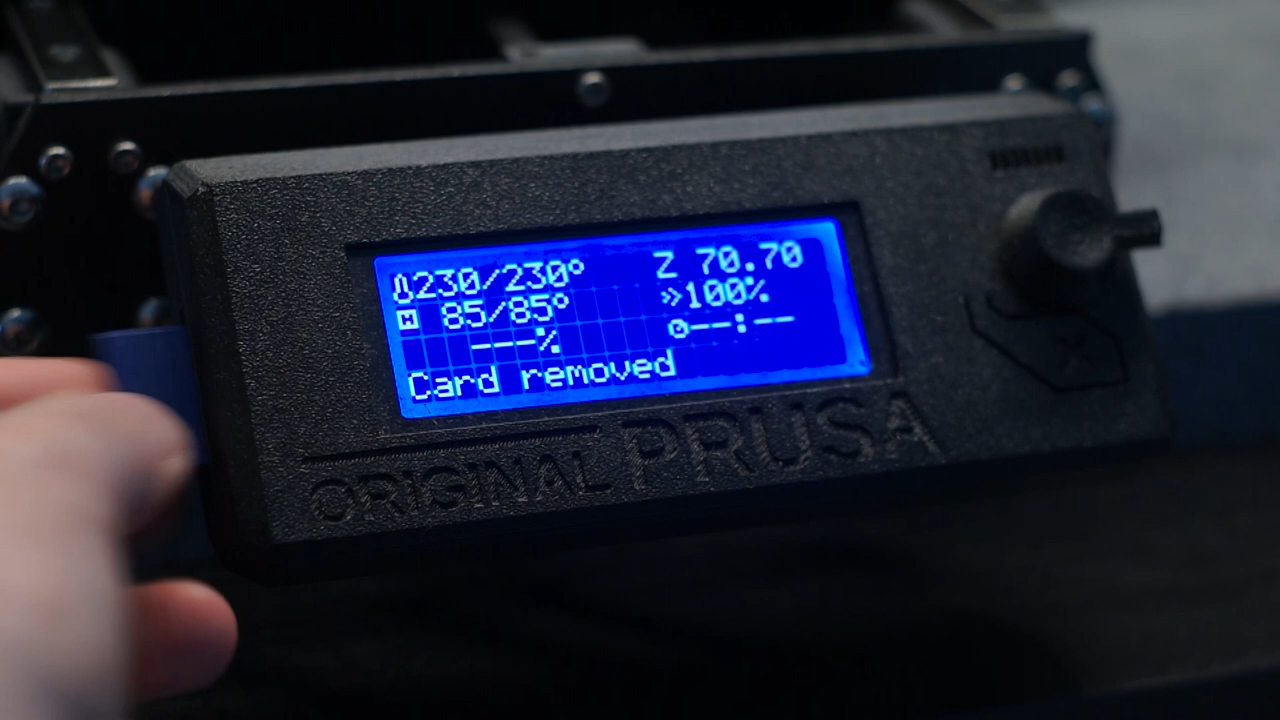 230/230° Z 70.70
H 85/85° »100%
---% --:--
Card removed
ORIGINAL PRUSA